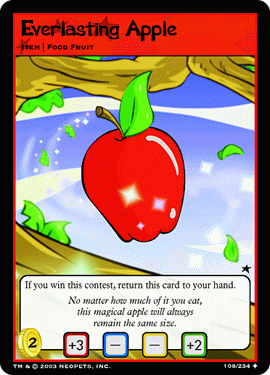 Everlasting Apple
Item | Food Fruit
If you win this contest, return this card to your hand.
No matter how much of it you eat,
this magical apple will always
remain the same size.
2
+3 – – +2
TM & © 2003 NEOPETS, INC. 108/234